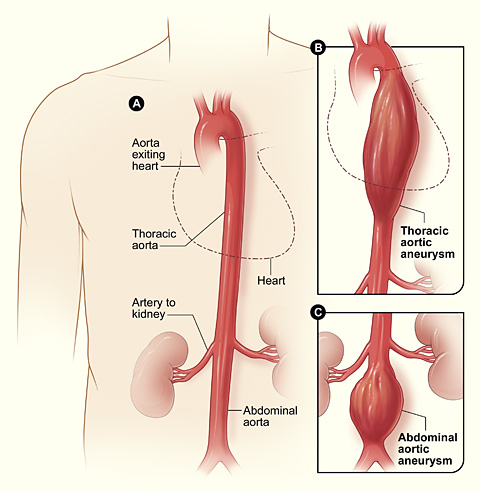 A
Aorta
exiting
heart
Thoracic
aorta
Heart
Artery to
kidney
Abdominal
aorta
B
Thoracic
aortic
aneurysm
C
Abdominal
aortic
aneurysm